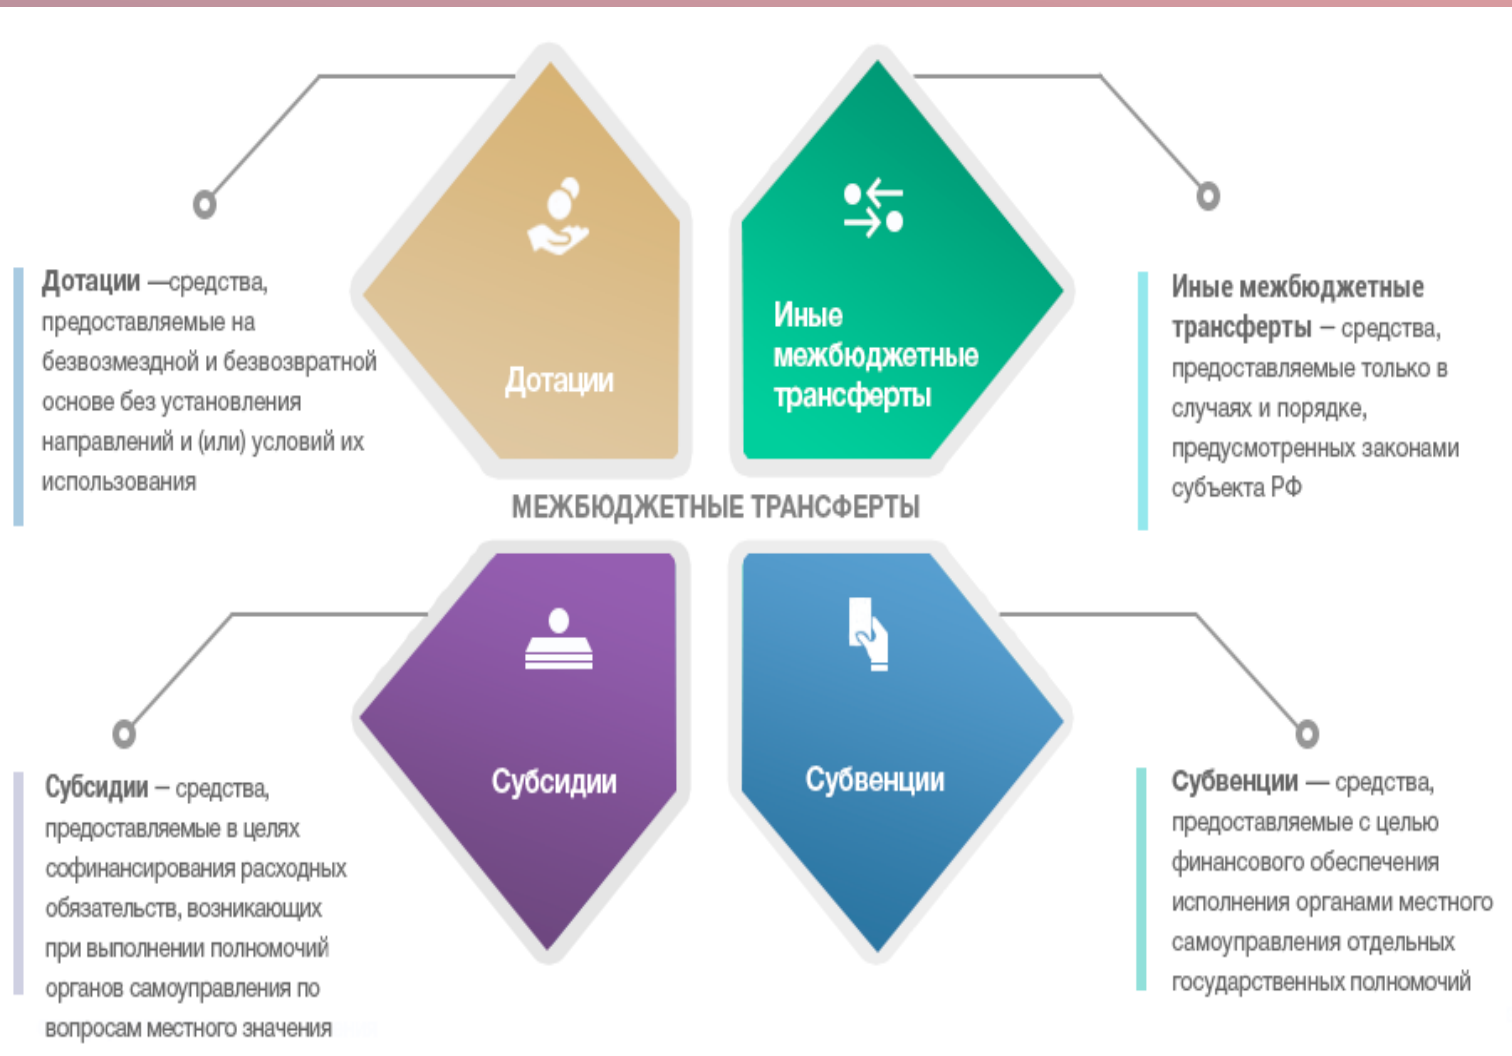 Дотации —средства,
предоставляемые на
безвозмездной и безвозвратной
основе без установления
направлений и (или) условий их
использования
Дотации
Иные
межбюджетные
трансферты
Иные межбюджетные
трансферты – средства,
предоставляемые только в
случаях и порядке,
предусмотренных законами
субъекта РФ
МЕЖБЮДЖЕТНЫЕ ТРАНСФЕРТЫ
Субсидии – средства,
предоставляемые в целях
софинансирования расходных
обязательств, возникающих
при выполнении полномочий
органов самоуправления по
вопросам местного значения
Субсидии
Субвенции
Субвенции — средства,
предоставляемые с целью
финансового обеспечения
исполнения органами местного
самоуправления отдельных
государственных полномочий